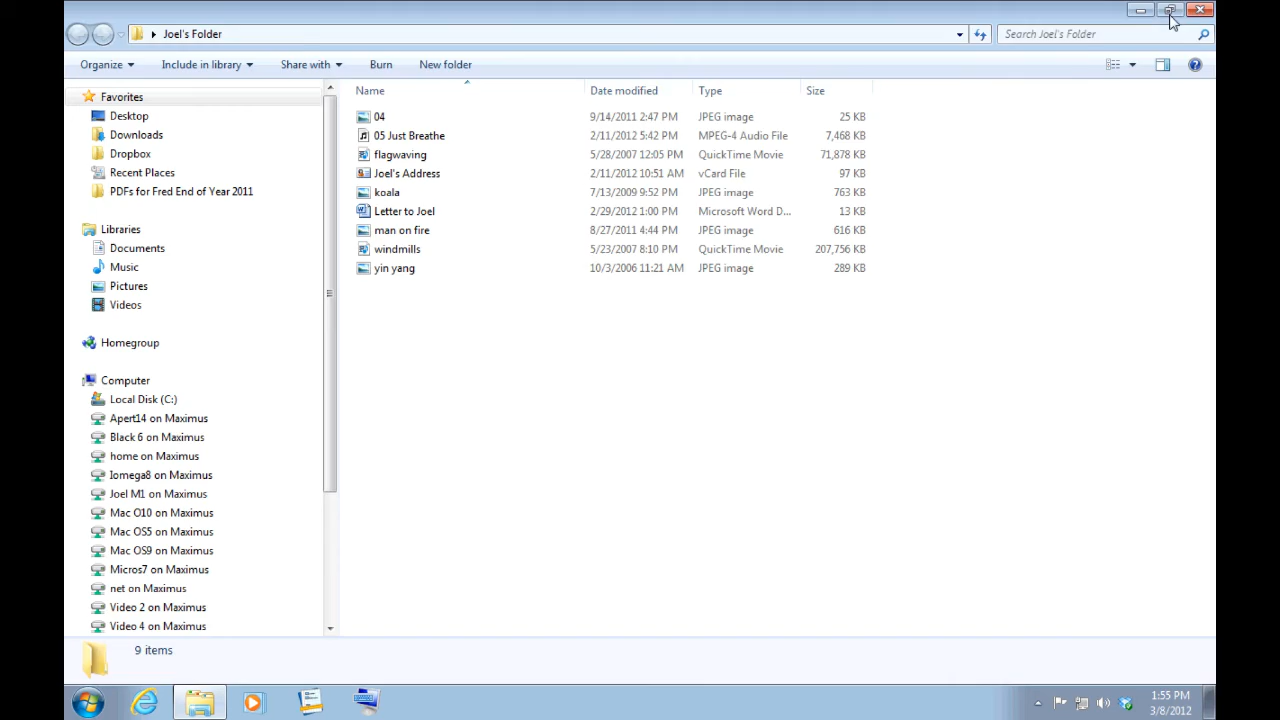 Joel's Folder
Search Joel's Folder
Organize Include in library Share with Burn New folder
Name Date modified Type Size
04 9/14/2011 2:47 PM JPEG image 25 KB
05 Just Breathe 2/11/2012 5:42 PM MPEG-4 Audio File 7,468 KB
flagwaving 5/28/2007 12:05 PM QuickTime Movie 71,878 KB
Joel's Address 2/11/2012 10:51 AM vCard File 97 KB
koala 7/13/2009 9:52 PM JPEG image 763 KB
Letter to Joel 2/29/2012 1:00 PM Microsoft Word D... 13 KB
man on fire 8/27/2011 4:44 PM JPEG image 616 KB
windmills 5/23/2007 8:10 PM QuickTime Movie 207,756 KB
yin yang 10/3/2006 11:21 AM JPEG image 289 KB
Favorites
Desktop
Downloads
Dropbox
Recent Places
PDFs for Fred End of Year 2011
Libraries
Documents
Music
Pictures
Videos
Homegroup
Computer
Local Disk (C:)
Apert14 on Maximus
Black 6 on Maximus
home on Maximus
Iomega8 on Maximus
Joel M1 on Maximus
Mac O10 on Maximus
Mac OS5 on Maximus
Mac OS9 on Maximus
Micros7 on Maximus
net on Maximus
Video 2 on Maximus
Video 4 on Maximus
9 items
1:55 PM
3/8/2012